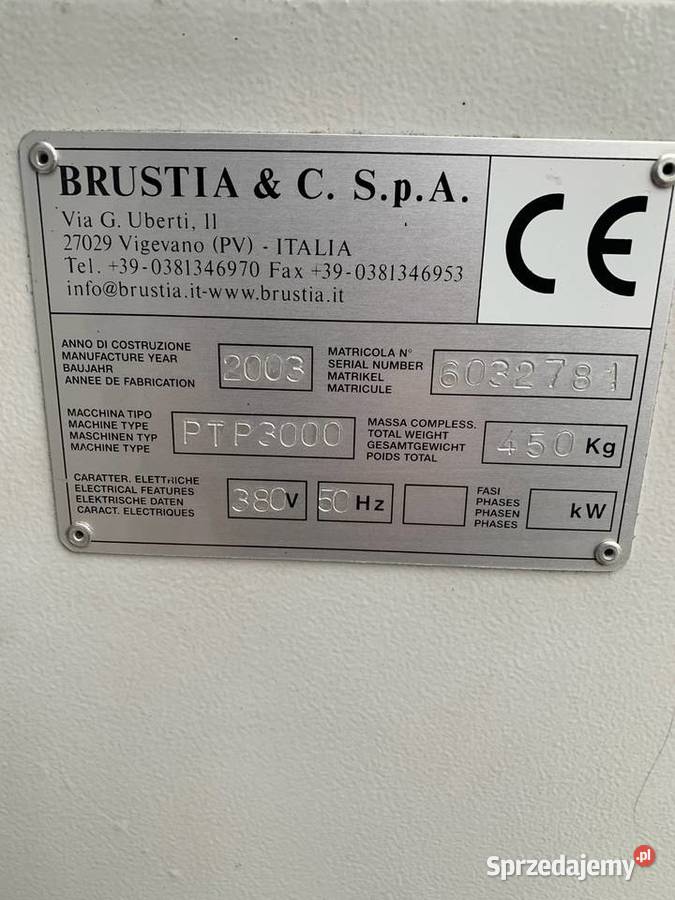 BRUSTIA & C. S.p.A.
Via G. Uberti, 11
27029 Vigevano (PV) - ITALIA
Tel. +39-0381346970 Fax +39-0381346953
info@brustia.it-www.brustia.it
CE
ANNO DI COSTRUZIONE
MANUFACTURE YEAR
BAUJAHR
ANNEE DE FABRICATION
2003
MATRICOLA N°
SERIAL NUMBER
MATRIKEL
MATRICULE
6032781
MACCHINA TIPO
MACHINE TYPE
MASCHINEN TYP
MACHINE TYPE
PTP3000
MASSA COMPLESS.
TOTAL WEIGHT
GESAMTGEWICHT
POIDS TOTAL
450 Kg
CARATTER. ELETTRICHE
ELECTRICAL FEATURES
ELEKTRISCHE DATEN
CARACT. ELECTRIQUES
380V
50 Hz
FASI
PHASES
PHASEN
PHASES
kW
Sprzedajemy.pl